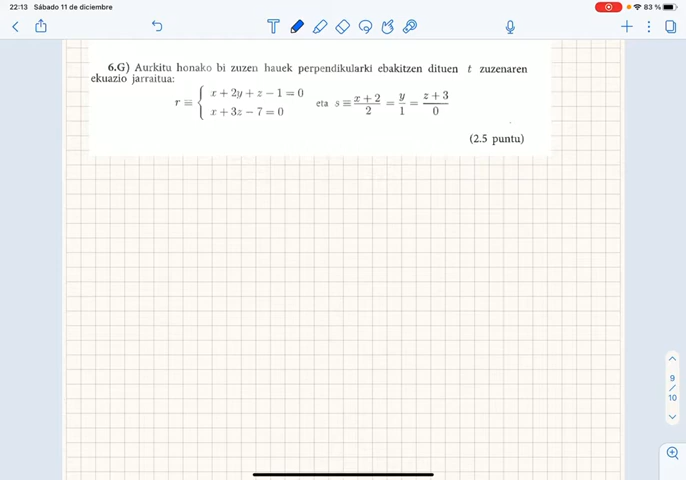 22:13 Sábado 11 de diciembre
83 %
6.G) Aurkitu honako bi zuzen hauek perpendikularki ebakitzen dituen t zuzenaren
ekuazio jarraitua:
r ≡ { x + 2y + z − 1 = 0
x + 3z − 7 = 0
eta s ≡ (x + 2)/2 = y/1 = (z + 3)/0
(2.5 puntu)
9
/
10